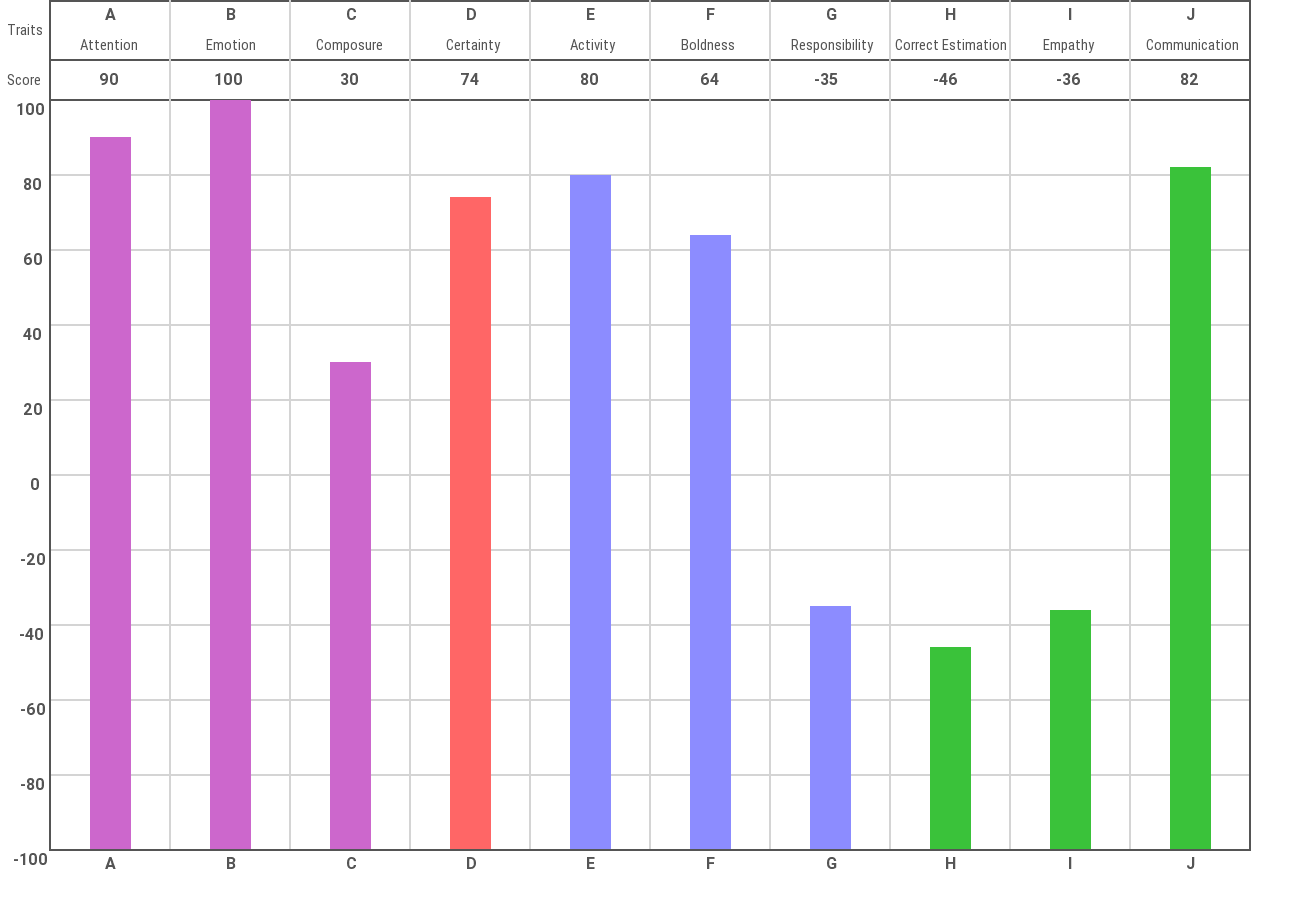 Traits
A B C D E F G H I J
Attention Emotion Composure Certainty Activity Boldness Responsibility Correct Estimation Empathy Communication
Score 90 100 30 74 80 64 -35 -46 -36 82
100
80
60
40
20
0
-20
-40
-60
-80
-100
A B C D E F G H I J